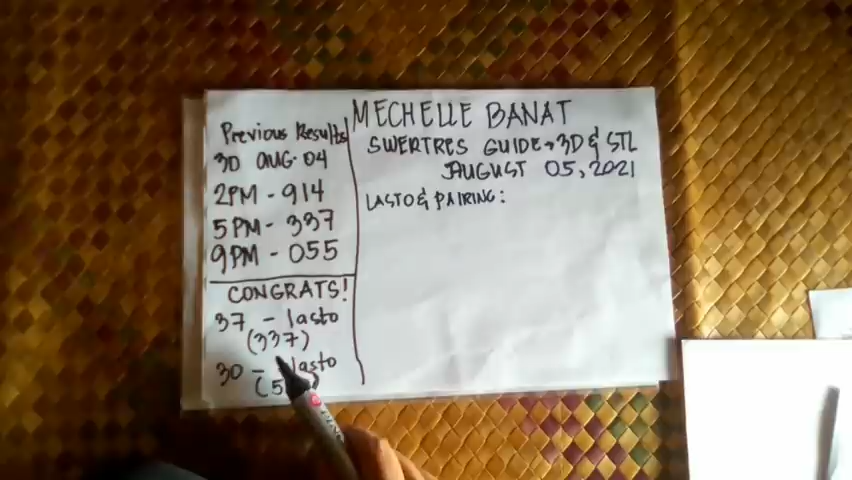 Previous Results
3D AUG. 04
2PM - 914
5PM - 337
9PM - 055
CONGRATS!
37 - lasto
(337)
30 - lasto
MECHELLE BANAT
SWERTRES GUIDE → 3D & STL
AUGUST 05, 2021
LASTO & PAIRING: